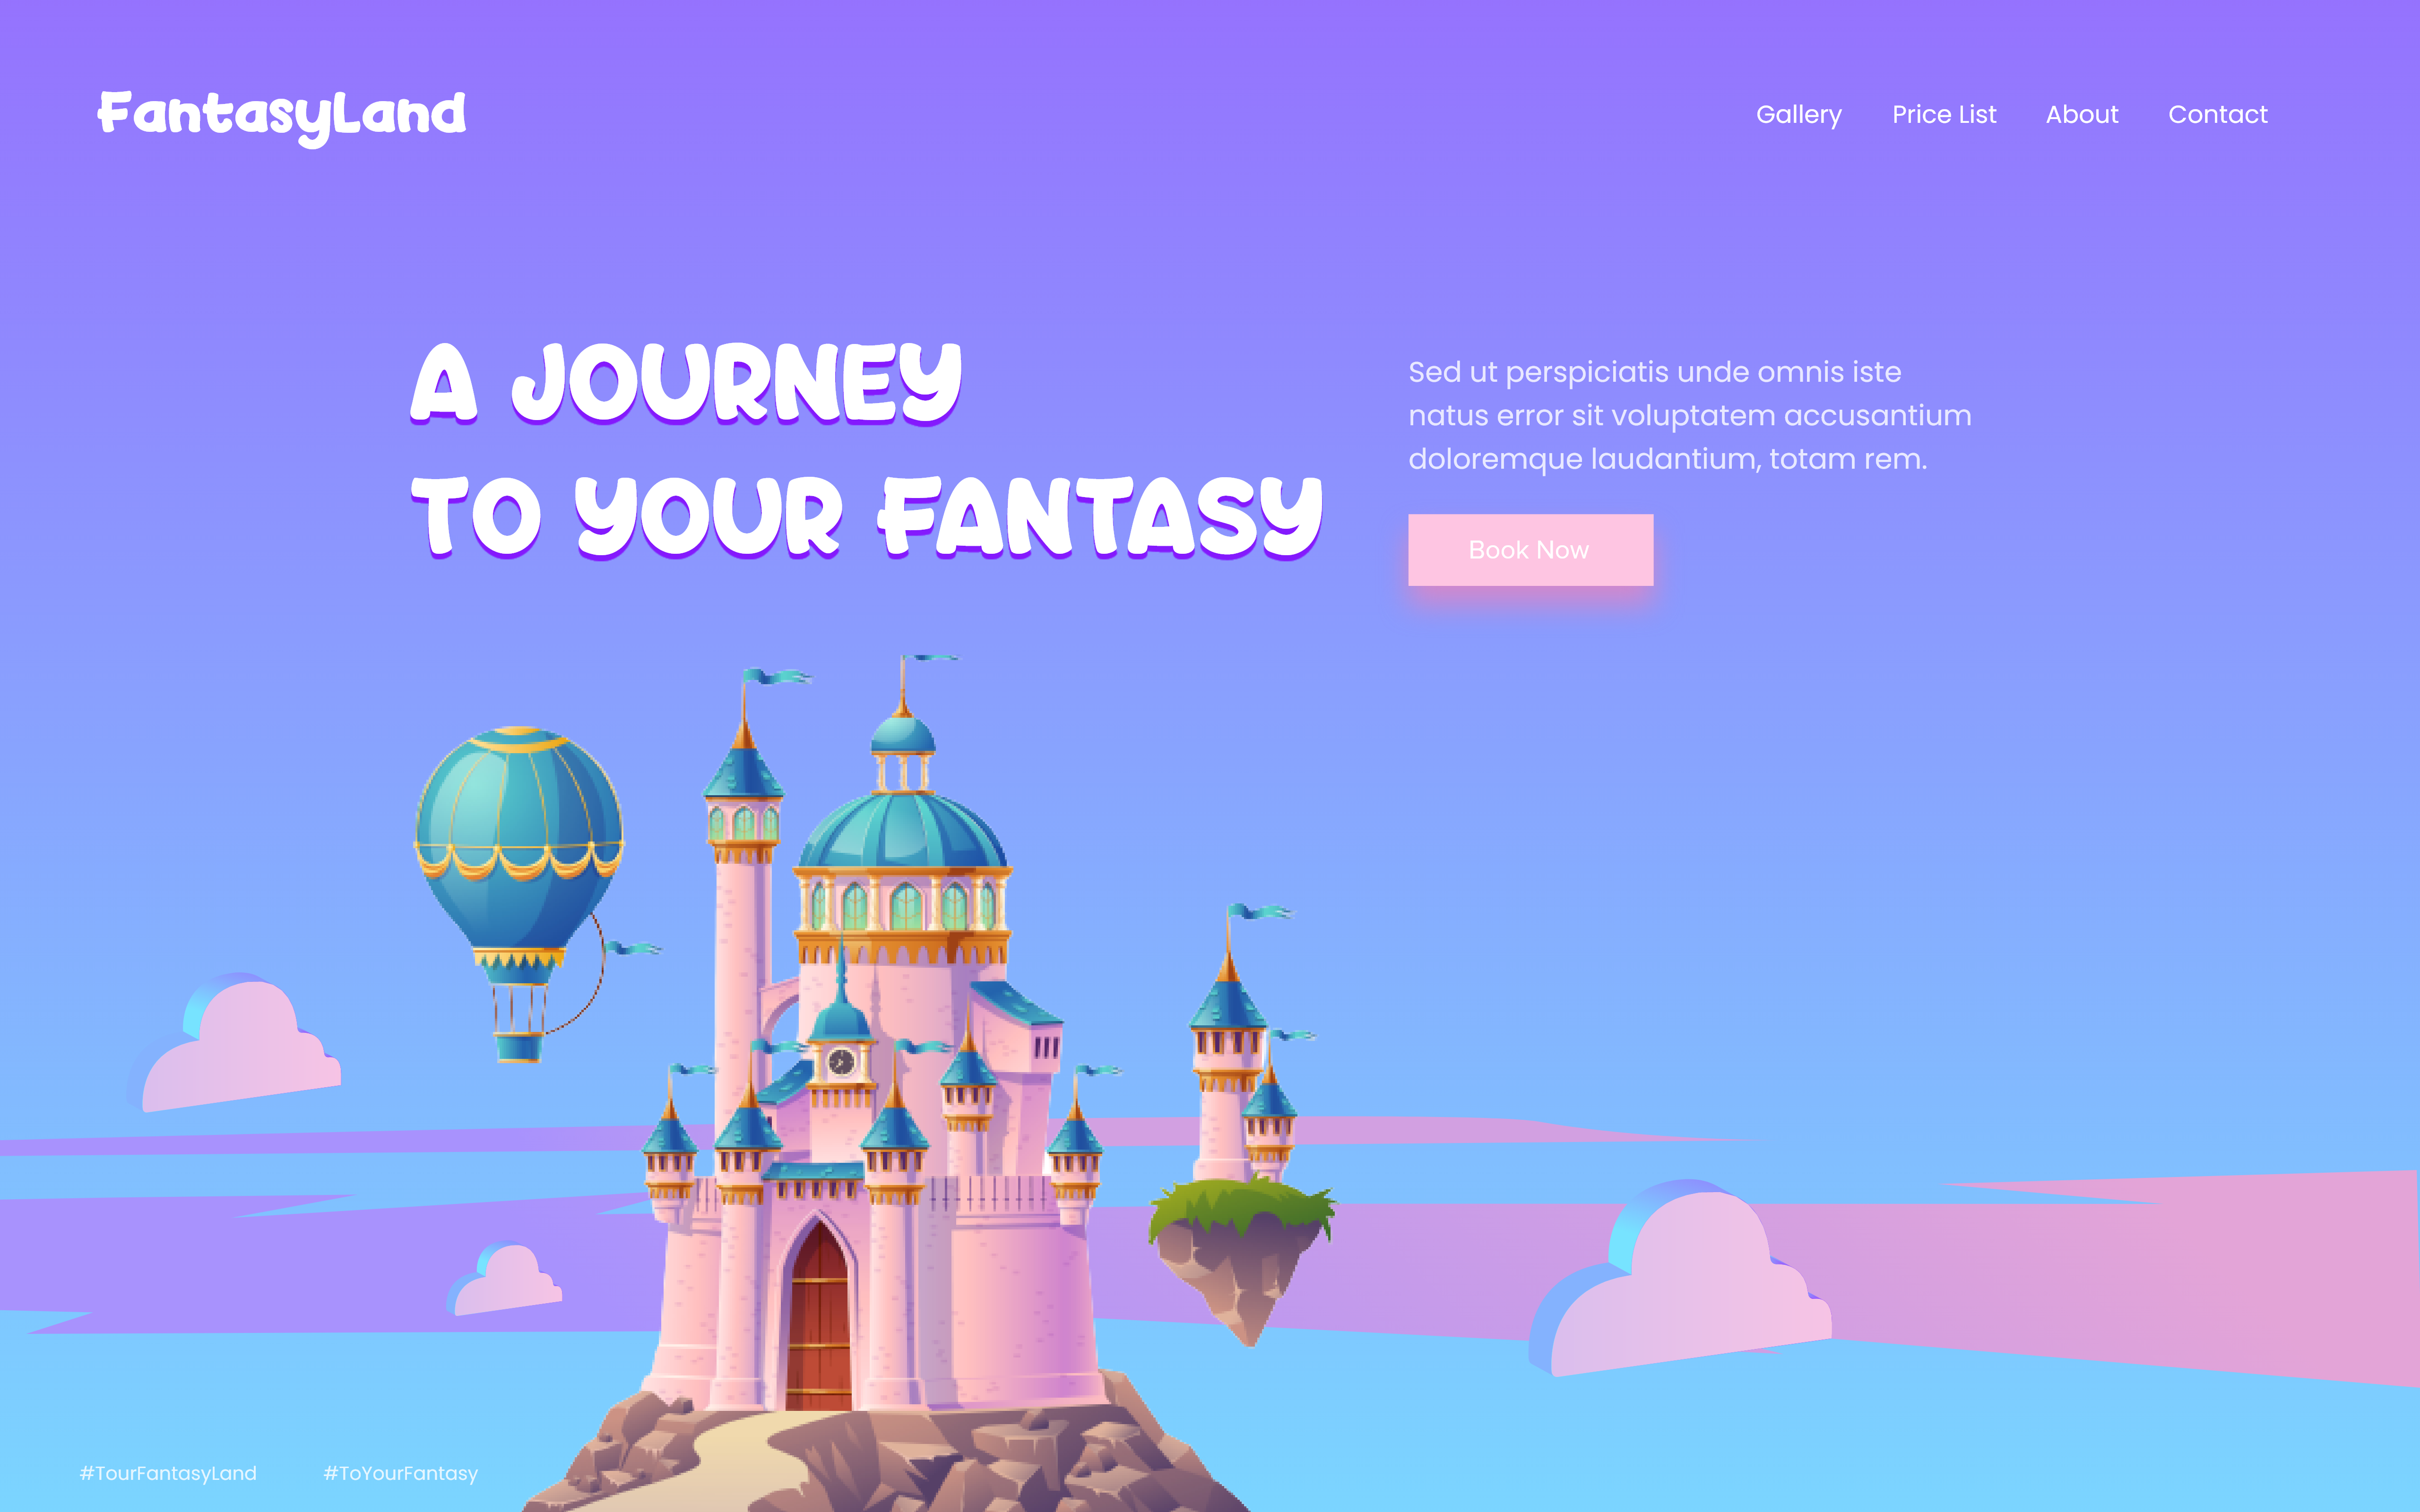 FantasyLand
Gallery Price List About Contact
A JOURNEY
TO YOUR FANTASY
Sed ut perspiciatis unde omnis iste
natus error sit voluptatem accusantium
doloremque laudantium, totam rem.
Book Now
#TourFantasyLand #ToYourFantasy